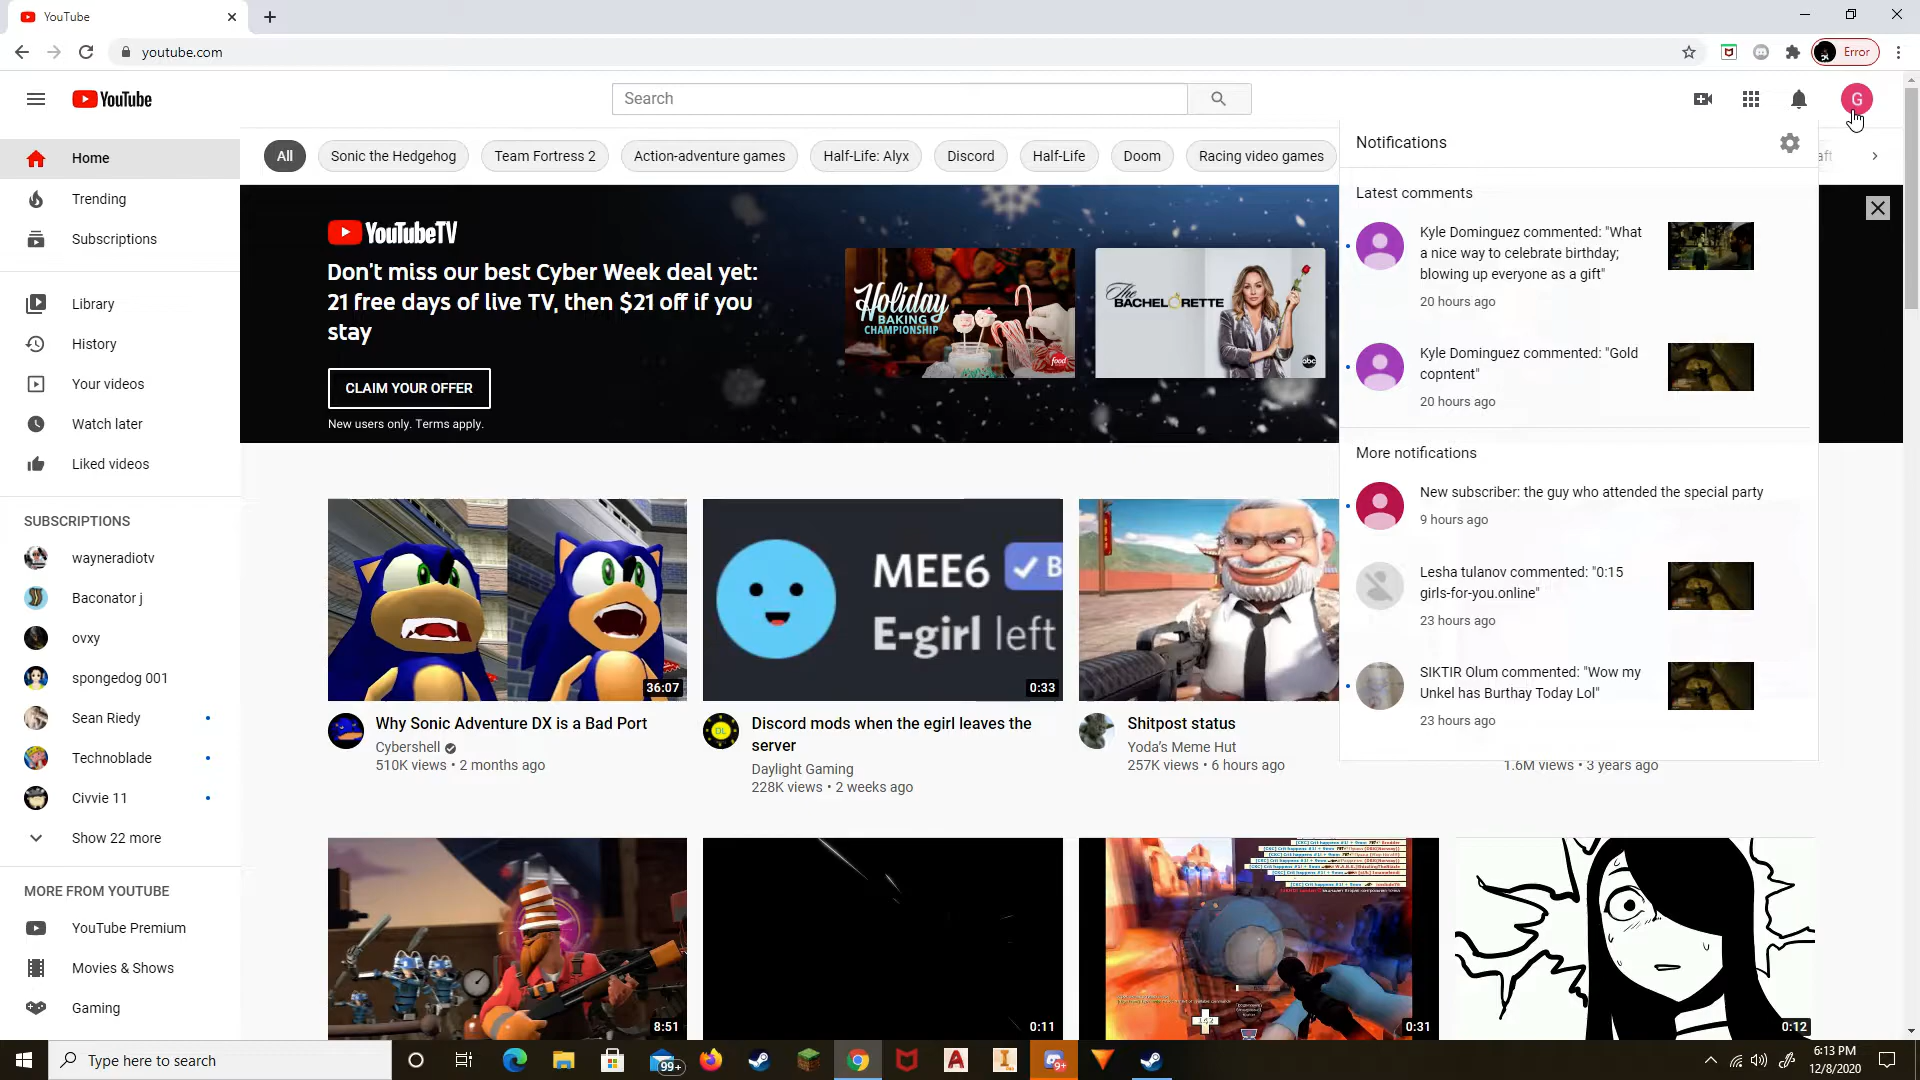 YouTube
youtube.com
Error
YouTube
Search
G
Home
Trending
Subscriptions
Library
History
Your videos
Watch later
Liked videos
SUBSCRIPTIONS
wayneradiotv
Baconator j
ovxy
spongedog 001
Sean Riedy
Technoblade
Civvie 11
Show 22 more
MORE FROM YOUTUBE
YouTube Premium
Movies & Shows
Gaming
All
Sonic the Hedgehog
Team Fortress 2
Action-adventure games
Half-Life: Alyx
Discord
Half-Life
Doom
Racing video games
aft
YouTubeTV
Don't miss our best Cyber Week deal yet:
21 free days of live TV, then $21 off if you
stay
CLAIM YOUR OFFER
New users only. Terms apply.
Holiday
BAKING
CHAMPIONSHIP
food
The
BACHELORETTE
abc
Notifications
Latest comments
Kyle Dominguez commented: "What
a nice way to celebrate birthday;
blowing up everyone as a gift"
20 hours ago
Kyle Dominguez commented: "Gold
copntent"
20 hours ago
More notifications
New subscriber: the guy who attended the special party
9 hours ago
Lesha tulanov commented: "0:15
girls-for-you.online"
23 hours ago
SIKTIR Olum commented: "Wow my
Unkel has Burthay Today Lol"
23 hours ago
36:07
Why Sonic Adventure DX is a Bad Port
Cybershell
510K views • 2 months ago
MEE6 B
E-girl left
0:33
Discord mods when the egirl leaves the
server
Daylight Gaming
228K views • 2 weeks ago
Shitpost status
Yoda's Meme Hut
257K views • 6 hours ago
1.6M views • 3 years ago
8:51
0:11
0:31
0:12
Type here to search
99+
9+
6:13 PM
12/8/2020